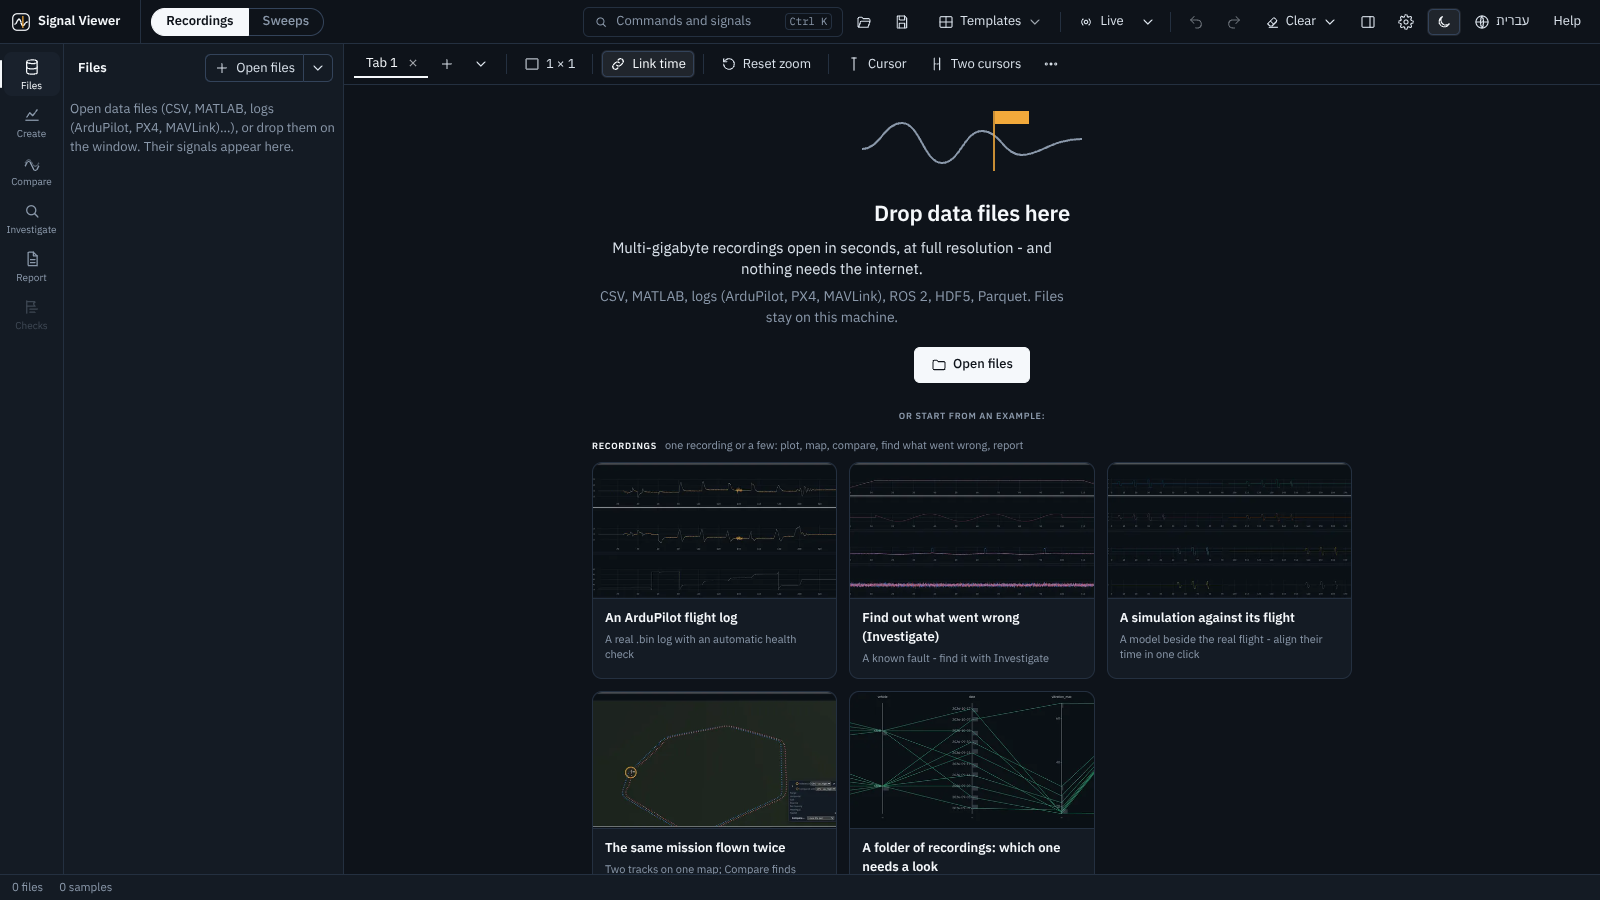 Signal Viewer
Recordings
Sweeps
Commands and signals
Ctrl K
Templates
Live
Clear
עברית
Help
Files
Create
Compare
Investigate
Report
Checks
Files
Open files
Open data files (CSV, MATLAB, logs
(ArduPilot, PX4, MAVLink)...), or drop them on
the window. Their signals appear here.
Tab 1
1 × 1
Link time
Reset zoom
Cursor
Two cursors
Drop data files here
Multi-gigabyte recordings open in seconds, at full resolution - and
nothing needs the internet.
CSV, MATLAB, logs (ArduPilot, PX4, MAVLink), ROS 2, HDF5, Parquet. Files
stay on this machine.
Open files
OR START FROM AN EXAMPLE:
RECORDINGS one recording or a few: plot, map, compare, find what went wrong, report
An ArduPilot flight log
A real .bin log with an automatic health
check
Find out what went wrong
(Investigate)
A known fault - find it with Investigate
A simulation against its flight
A model beside the real flight - align their
time in one click
The same mission flown twice
Two tracks on one map; Compare finds
A folder of recordings: which one
needs a look
0 files
0 samples